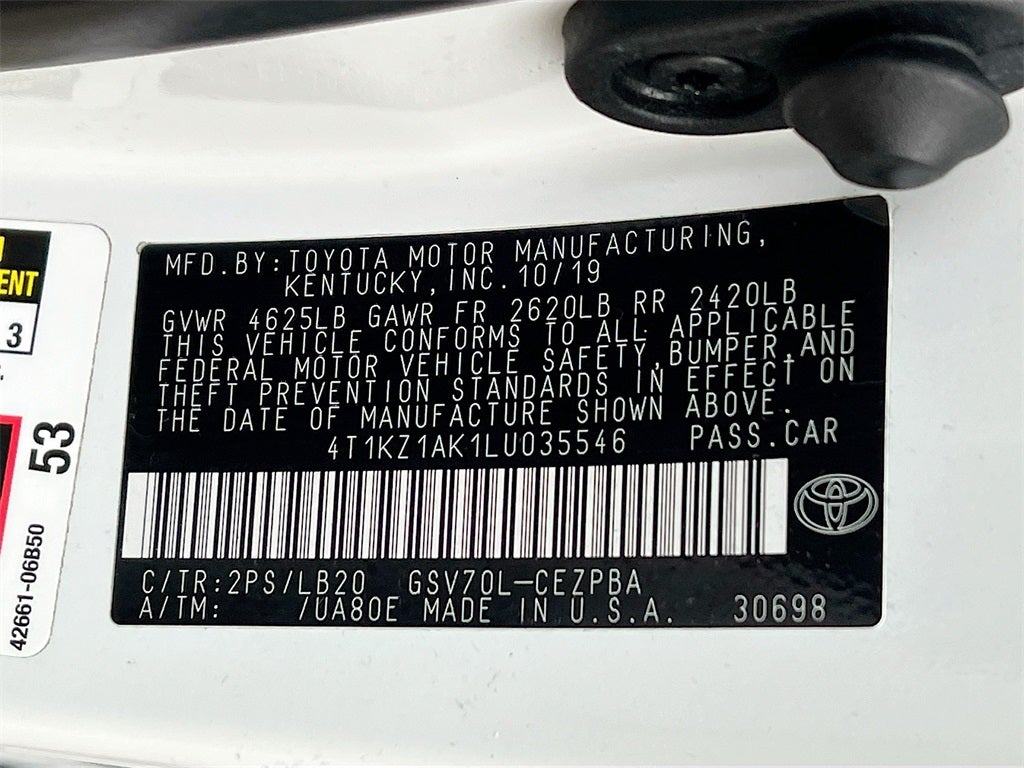 MFD.BY:TOYOTA MOTOR MANUFACTURING,
KENTUCKY,INC.10/19
GVWR 4625LB GAWR FR 2620LB RR 2420LB
THIS VEHICLE CONFORMS TO ALL APPLICABLE
FEDERAL MOTOR VEHICLE SAFETY,BUMPER,AND
THEFT PREVENTION STANDARDS IN EFFECT ON
THE DATE OF MANUFACTURE SHOWN ABOVE.
4T1KZ1AK1LU035546 PASS.CAR
C/TR:2PS/LB20 GSV70L-CEZPBA
A/TM: /UA80E MADE IN U.S.A. 30698
ENT
3
53
42661-06B50